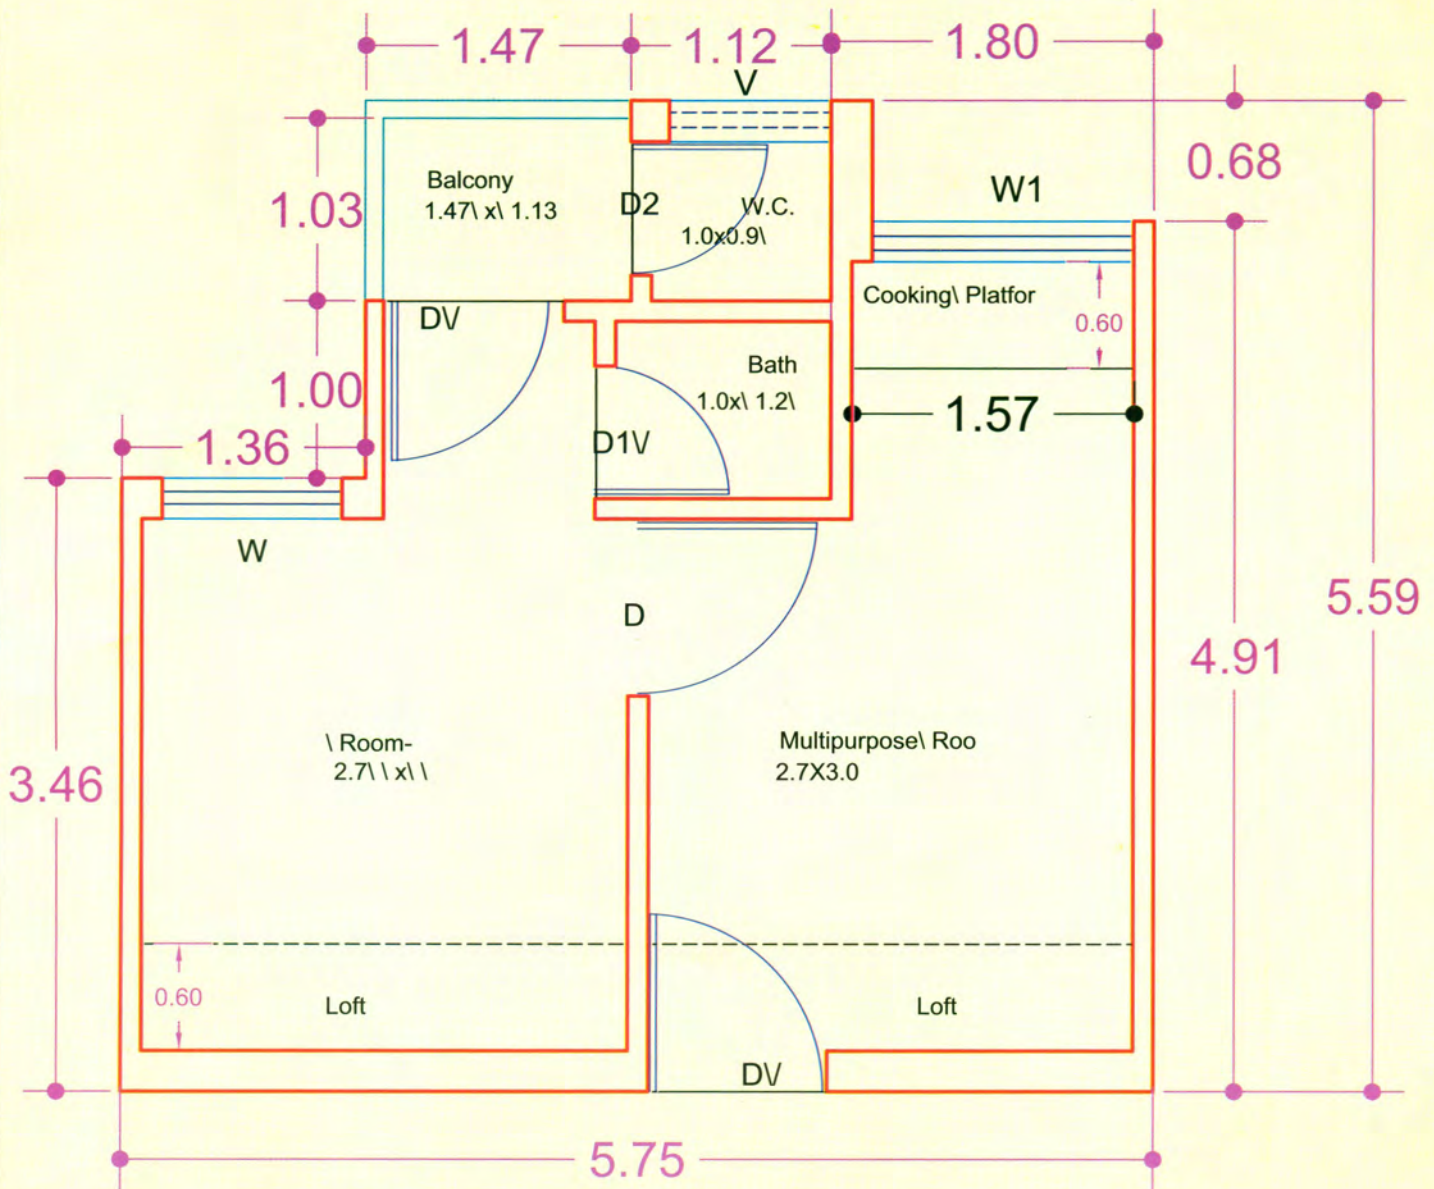 1.47
1.12
1.80
V
0.68
W1
1.03
Balcony
1.47\ x\ 1.13
D2
W.C.
1.0x0.9\
Cooking\ Platfor
0.60
DV
Bath
1.0x\ 1.2\
1.00
1.57
1.36
D1V
W
5.59
D
4.91
\ Room-
2.7\ \ x\ \
Multipurpose\ Roo
2.7X3.0
3.46
0.60
Loft
Loft
DV
5.75